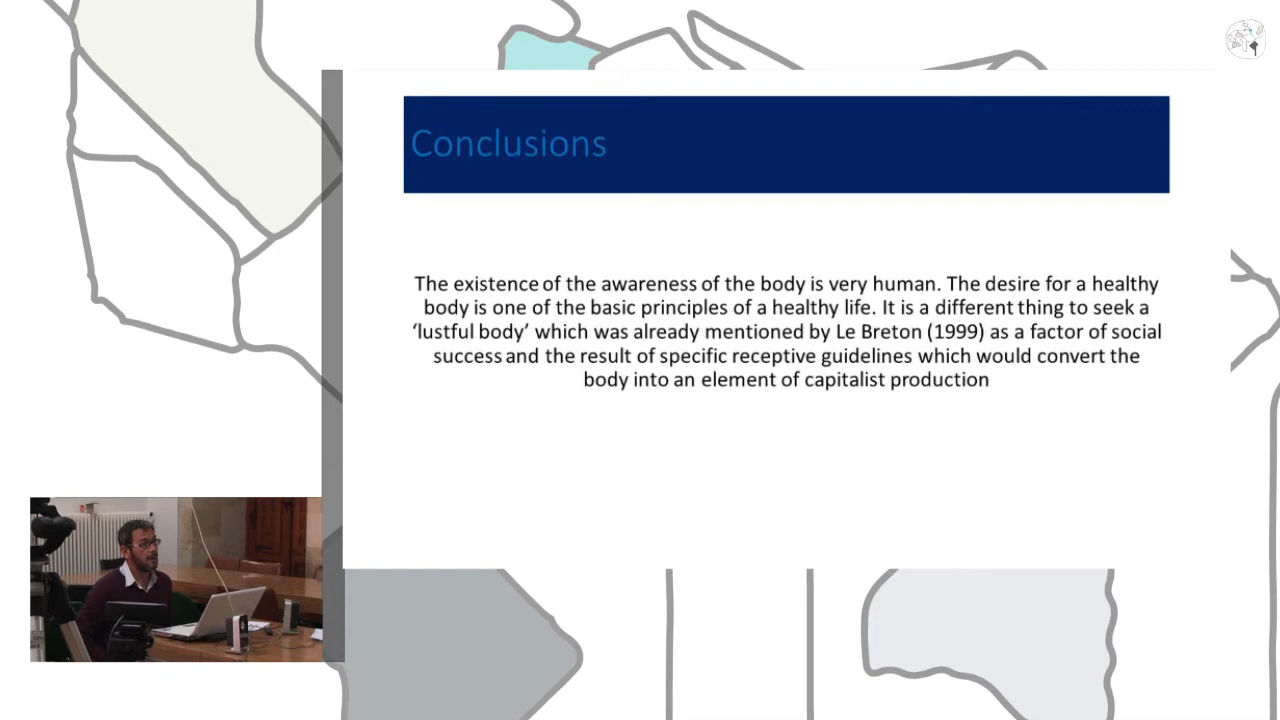 Conclusions
The existence of the awareness of the body is very human. The desire for a healthy
body is one of the basic principles of a healthy life. It is a different thing to seek a
‘lustful body’ which was already mentioned by Le Breton (1999) as a factor of social
success and the result of specific receptive guidelines which would convert the
body into an element of capitalist production